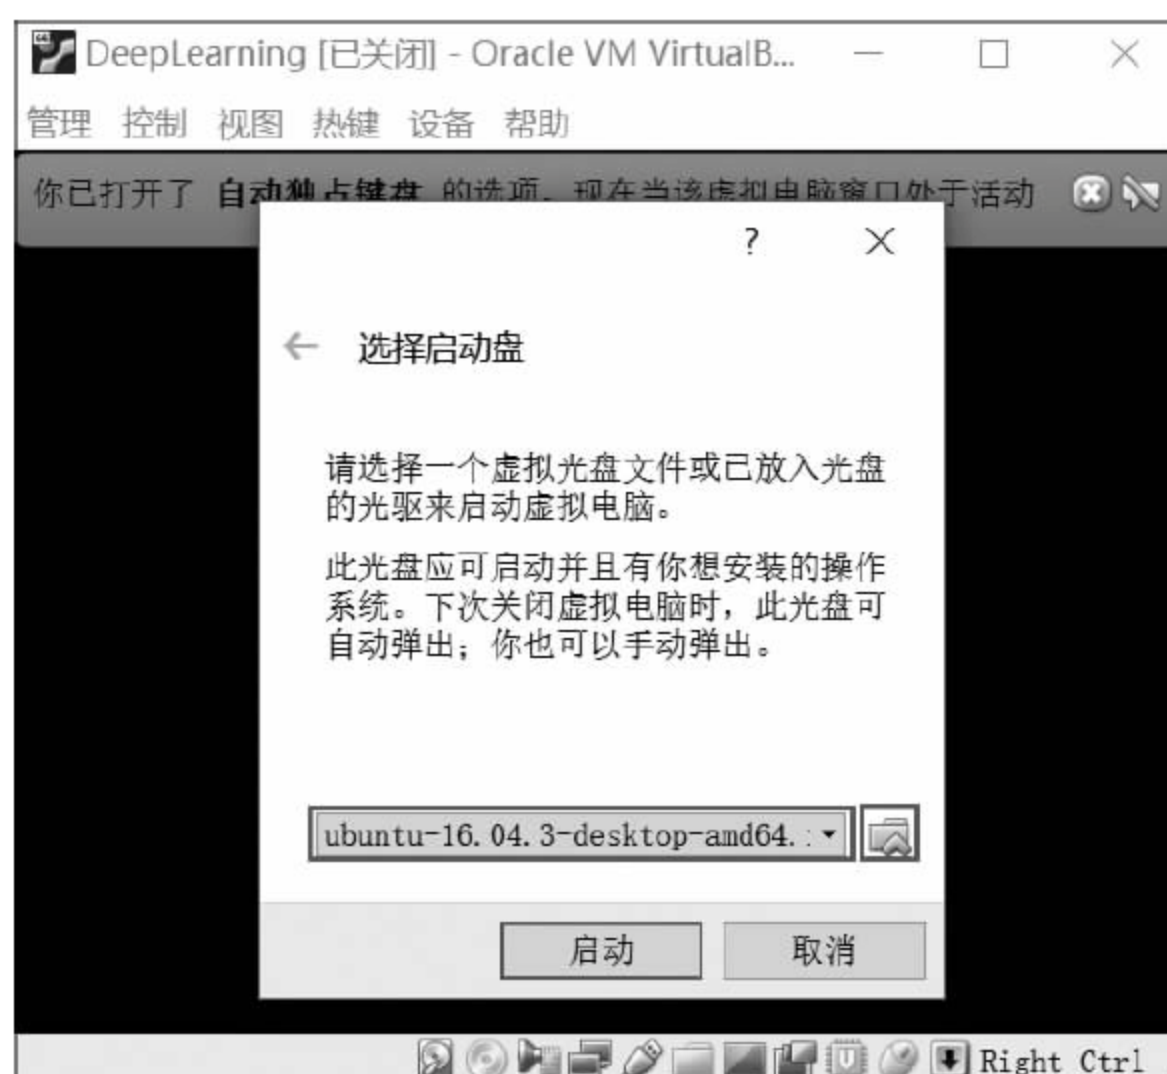 DeepLearning [已关闭] - Oracle VM VirtualB...
管理 控制 视图 热键 设备 帮助
你已打开了 自动独占键盘 的选项。现在当该虚拟电脑窗口处于活动
?
选择启动盘
请选择一个虚拟光盘文件或已放入光盘
的光驱来启动虚拟电脑。
此光盘应可启动并且有你想安装的操作
系统。下次关闭虚拟电脑时，此光盘可
自动弹出；你也可以手动弹出。
ubuntu-16.04.3-desktop-amd64.
启动 取消
Right Ctrl